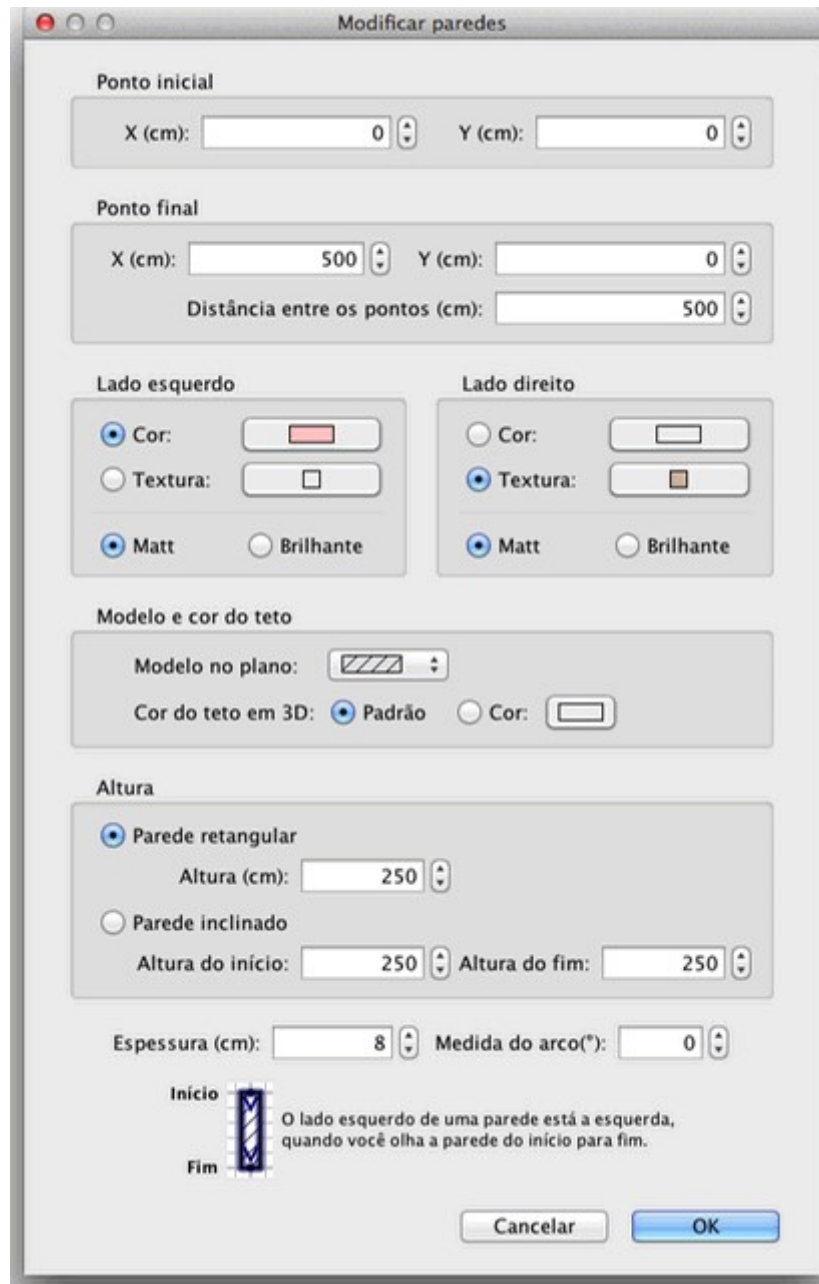 Modificar paredes
Ponto inicial
X (cm): 0 Y (cm): 0
Ponto final
X (cm): 500 Y (cm): 0
Distância entre os pontos (cm): 500
Lado esquerdo
Cor:
Textura:
Matt Brilhante
Lado direito
Cor:
Textura:
Matt Brilhante
Modelo e cor do teto
Modelo no plano:
Cor do teto em 3D: Padrão Cor:
Altura
Parede retangular
Altura (cm): 250
Parede inclinado
Altura do início: 250 Altura do fim: 250
Espessura (cm): 8 Medida do arco(°): 0
Início
Fim
O lado esquerdo de uma parede está a esquerda,
quando você olha a parede do início para fim.
Cancelar OK